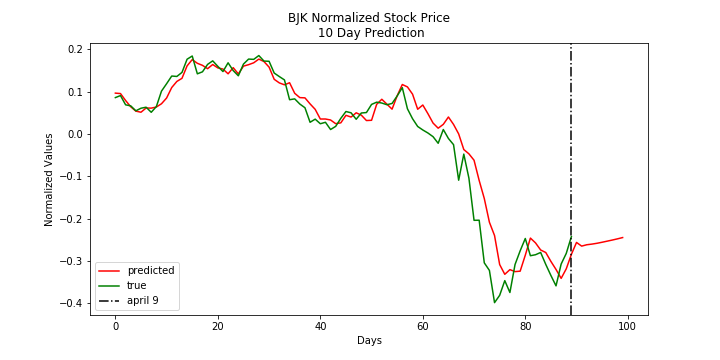 BJK Normalized Stock Price
10 Day Prediction
Normalized Values
0.2
0.1
0.0
−0.1
−0.2
−0.3
−0.4
predicted
true
april 9
0 20 40 60 80 100
Days